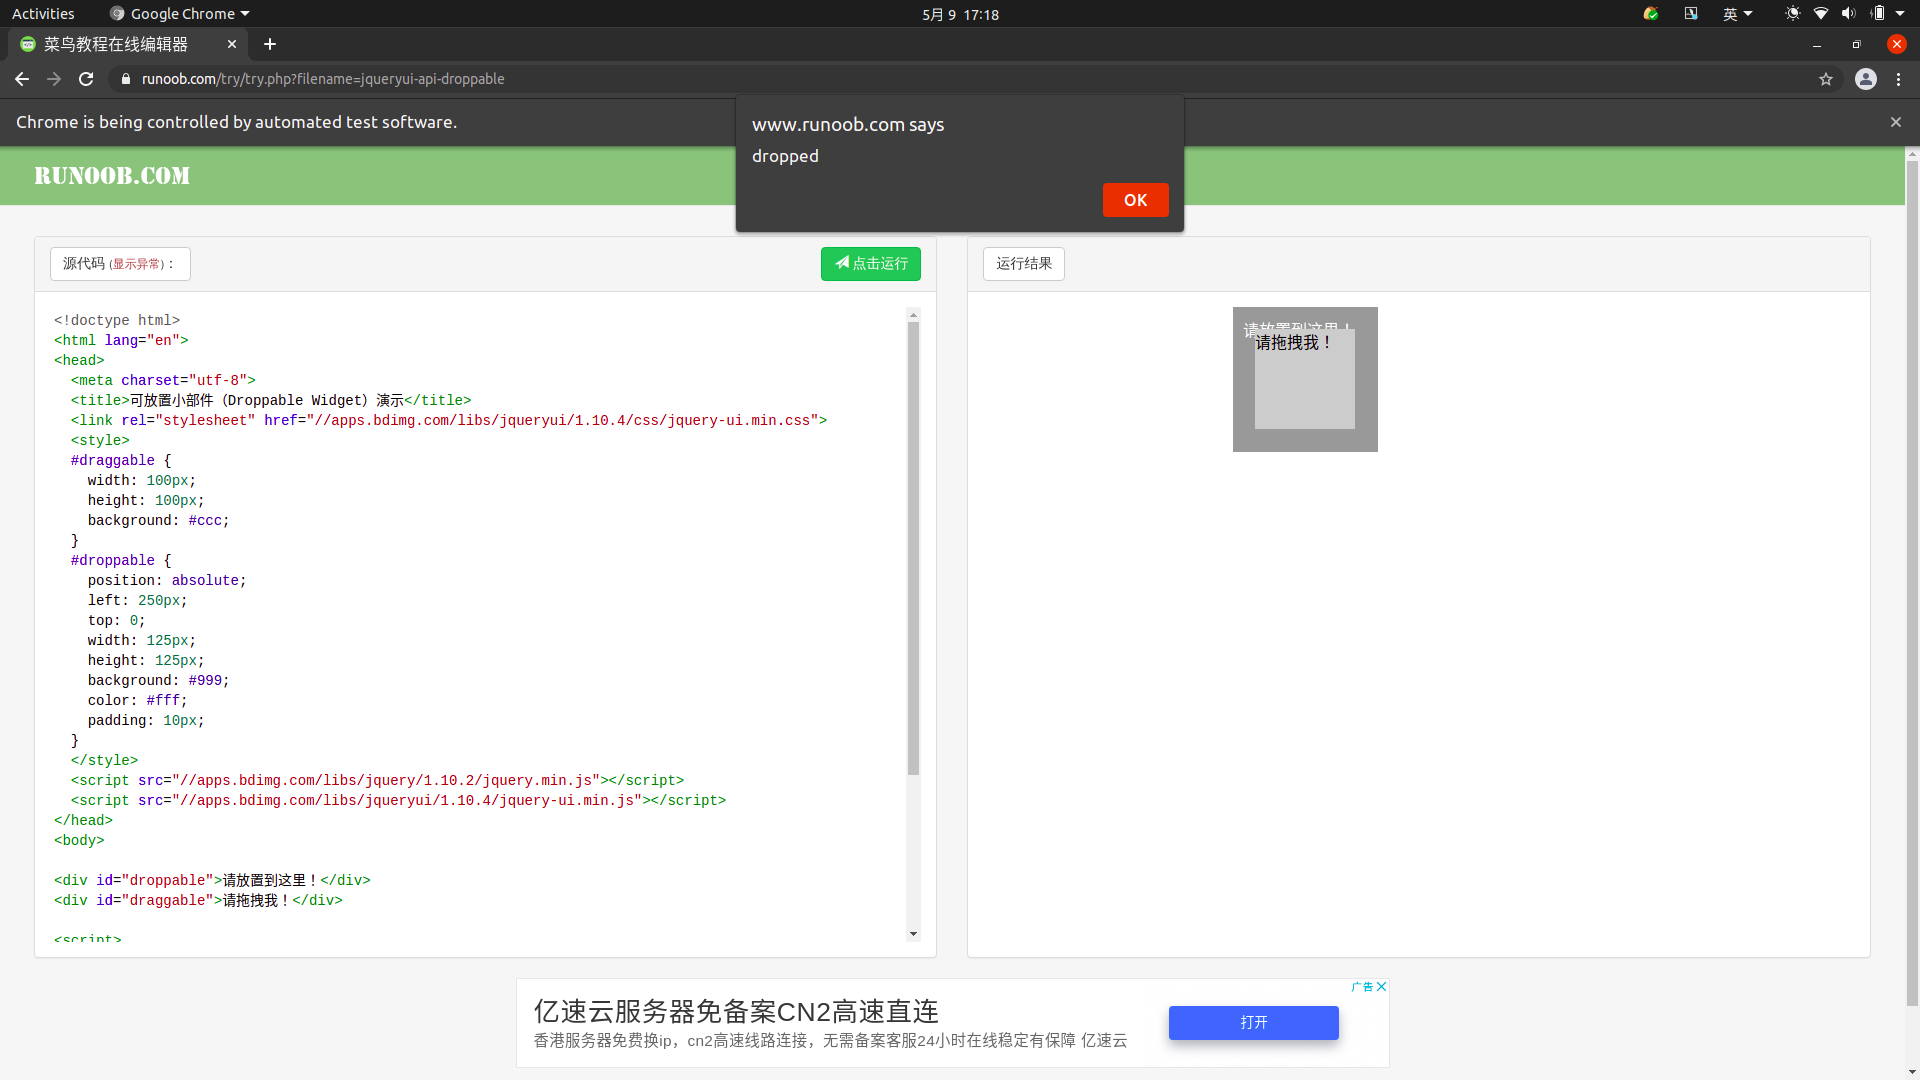 Activities
Google Chrome
5月 9 17:18
英
菜鸟教程在线编辑器
runoob.com/try/try.php?filename=jqueryui-api-droppable
Chrome is being controlled by automated test software.
www.runoob.com says
dropped
OK
RUNOOB.COM
源代码 (显示异常)：
点击运行
运行结果
<!doctype html>
<html lang="en">
<head>
<meta charset="utf-8">
<title>可放置小部件（Droppable Widget）演示</title>
<link rel="stylesheet" href="//apps.bdimg.com/libs/jqueryui/1.10.4/css/jquery-ui.min.css">
<style>
#draggable {
width: 100px;
height: 100px;
background: #ccc;
}
#droppable {
position: absolute;
left: 250px;
top: 0;
width: 125px;
height: 125px;
background: #999;
color: #fff;
padding: 10px;
}
</style>
<script src="//apps.bdimg.com/libs/jquery/1.10.2/jquery.min.js"></script>
<script src="//apps.bdimg.com/libs/jqueryui/1.10.4/jquery-ui.min.js"></script>
</head>
<body>
<div id="droppable">请放置到这里！</div>
<div id="draggable">请拖拽我！</div>
<script>
请放置到这里！
请拖拽我！
广告
亿速云服务器免备案CN2高速直连
香港服务器免费换ip，cn2高速线路连接，无需备案客服24小时在线稳定有保障 亿速云
打开